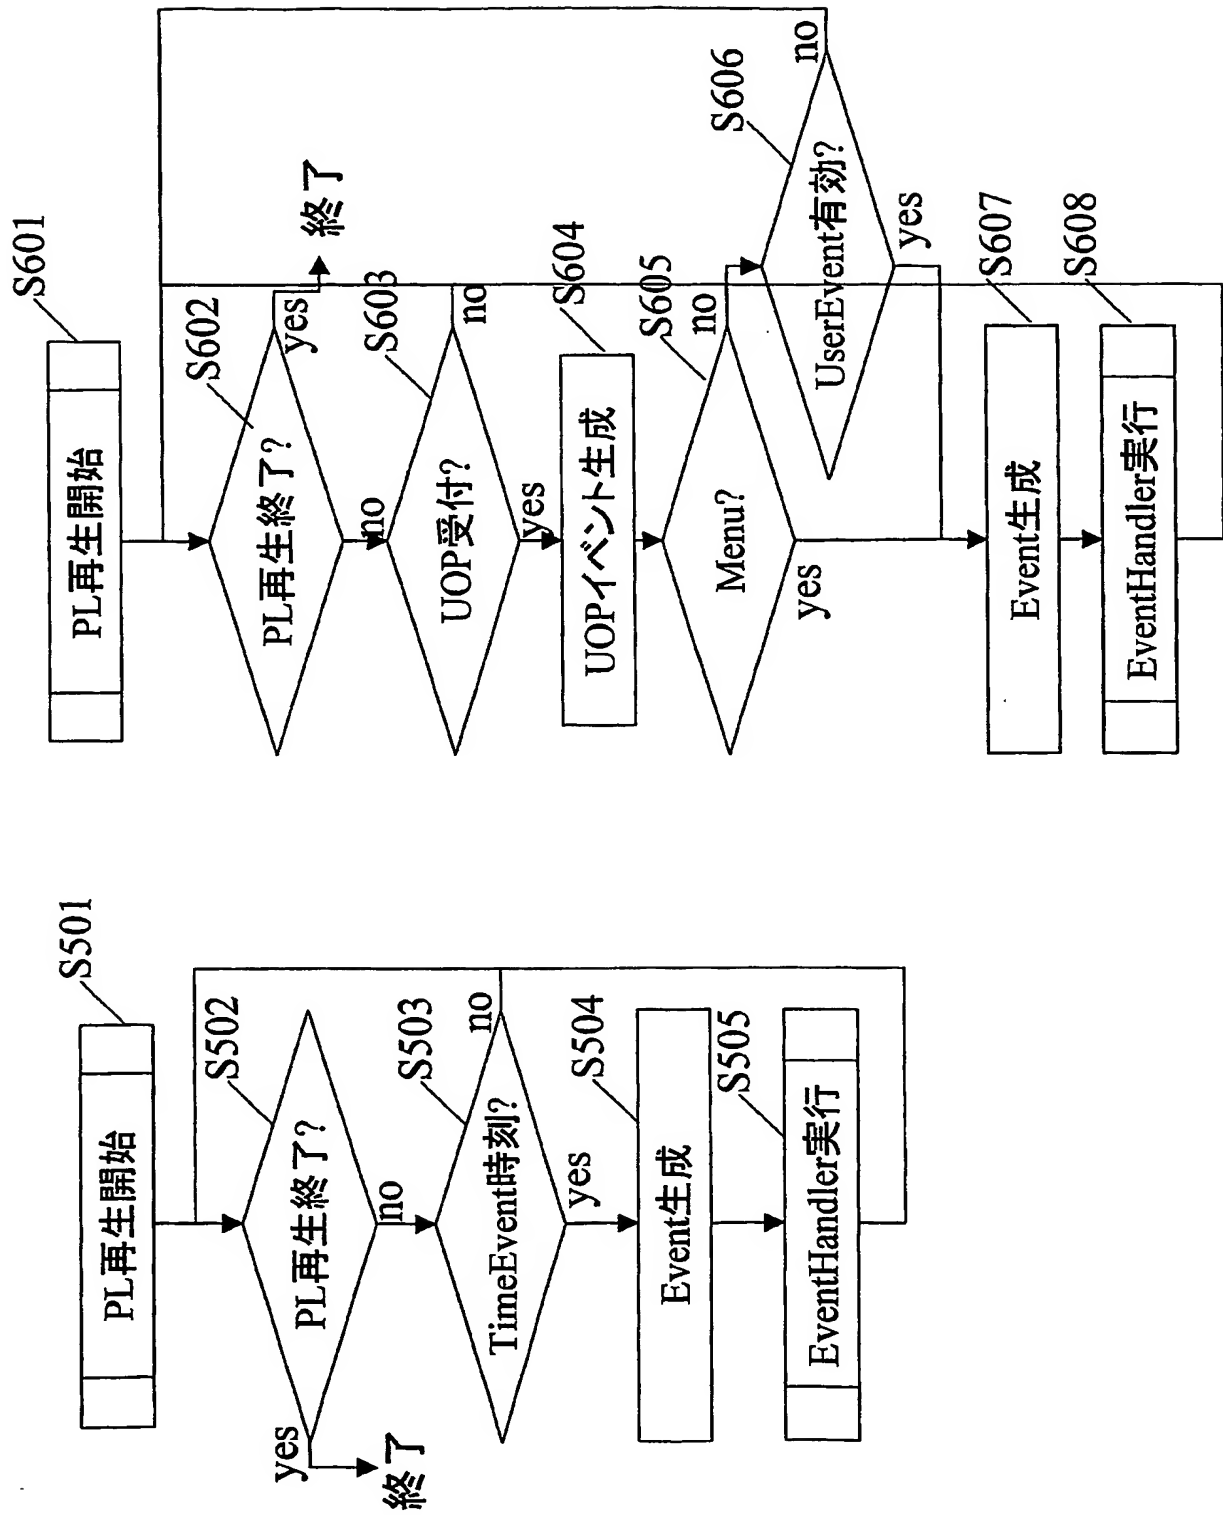 S501
PL再生開始
S502
PL再生終了?
yes
終了
no
S503
TimeEvent時刻?
no
yes
S504
Event生成
S505
EventHandler実行
S601
PL再生開始
S602
PL再生終了?
yes
終了
no
S603
UOP受付?
no
yes
S604
UOPイベント生成
S605
Menu?
no
yes
S606
UserEvent有効?
no
yes
S607
Event生成
S608
EventHandler実行